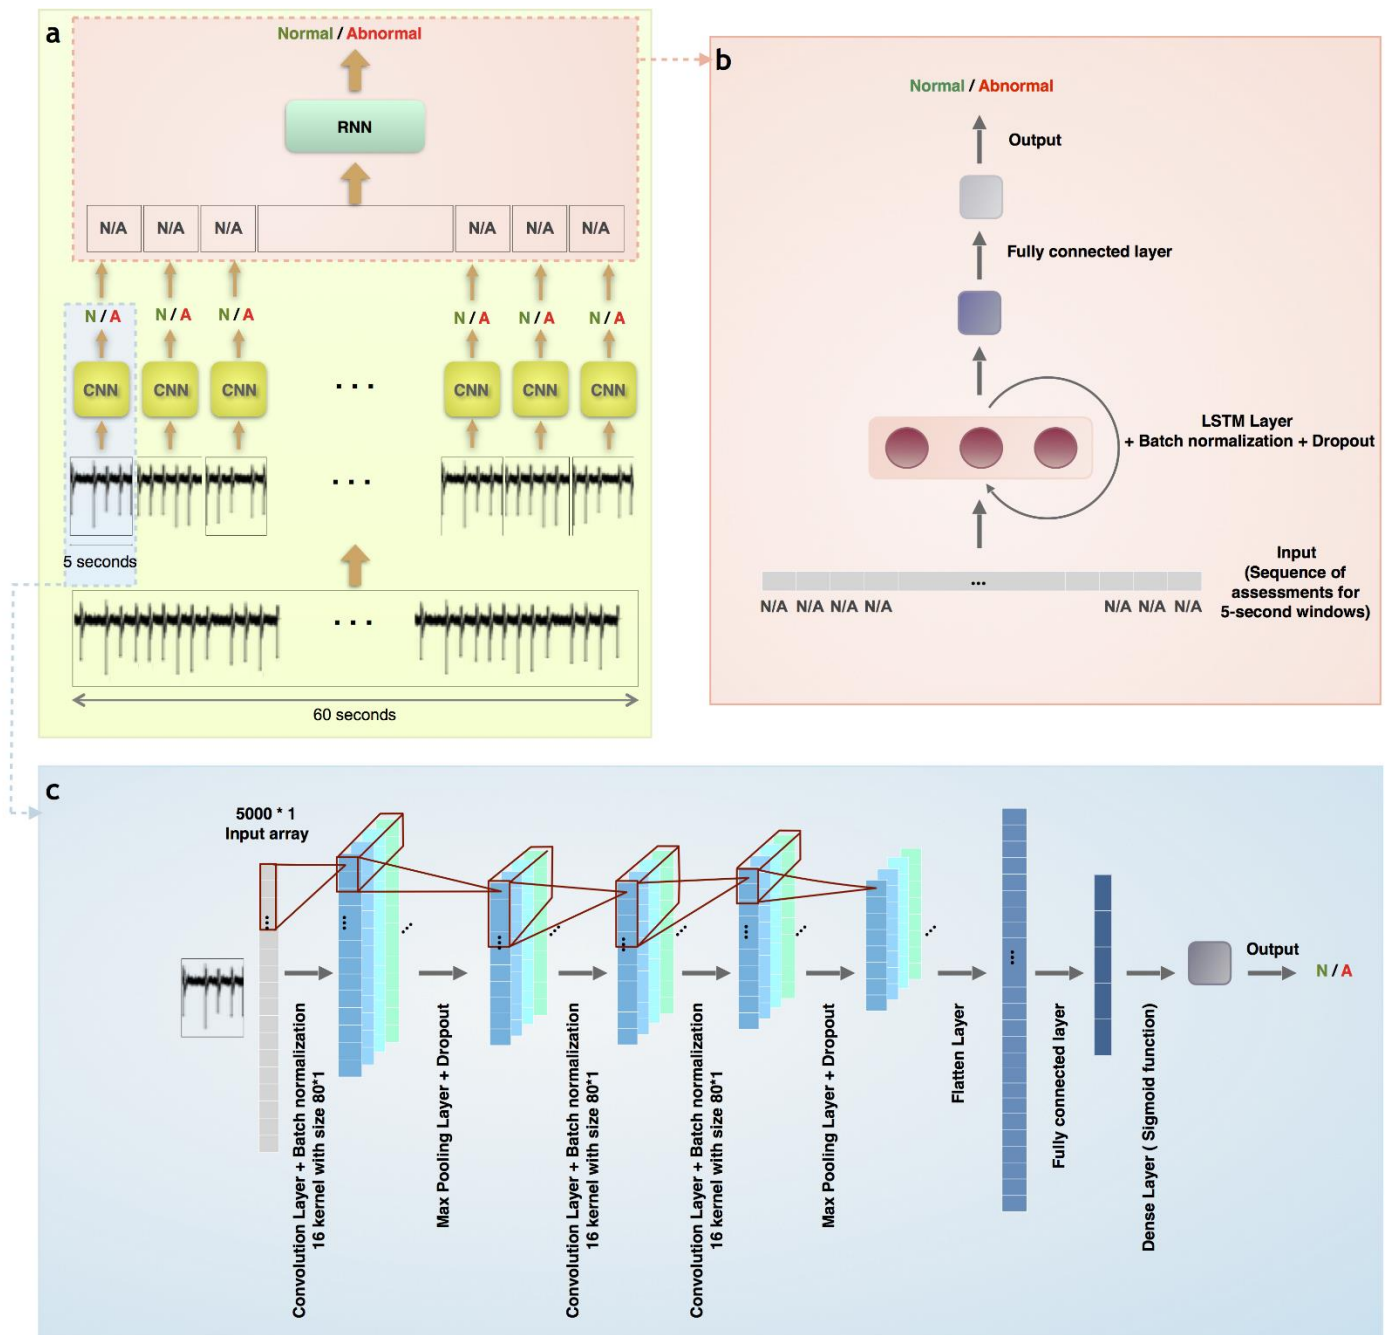 a
Normal / Abnormal
RNN
N/A N/A N/A N/A N/A N/A
N / A N / A N / A N / A N / A N / A
CNN CNN CNN ... CNN CNN CNN
...
5 seconds
...
60 seconds
b
Normal / Abnormal
Output
Fully connected layer
LSTM Layer
+ Batch normalization + Dropout
Input
(Sequence of
assessments for
5-second windows)
...
N/A N/A N/A N/A N/A N/A N/A
c
5000 * 1
Input array
Convolution Layer + Batch normalization
16 kernel with size 80*1
Max Pooling Layer + Dropout
Convolution Layer + Batch normalization
16 kernel with size 80*1
Convolution Layer + Batch normalization
16 kernel with size 80*1
Max Pooling Layer + Dropout
Flatten Layer
Fully connected layer
Dense Layer ( Sigmoid function)
Output
N / A